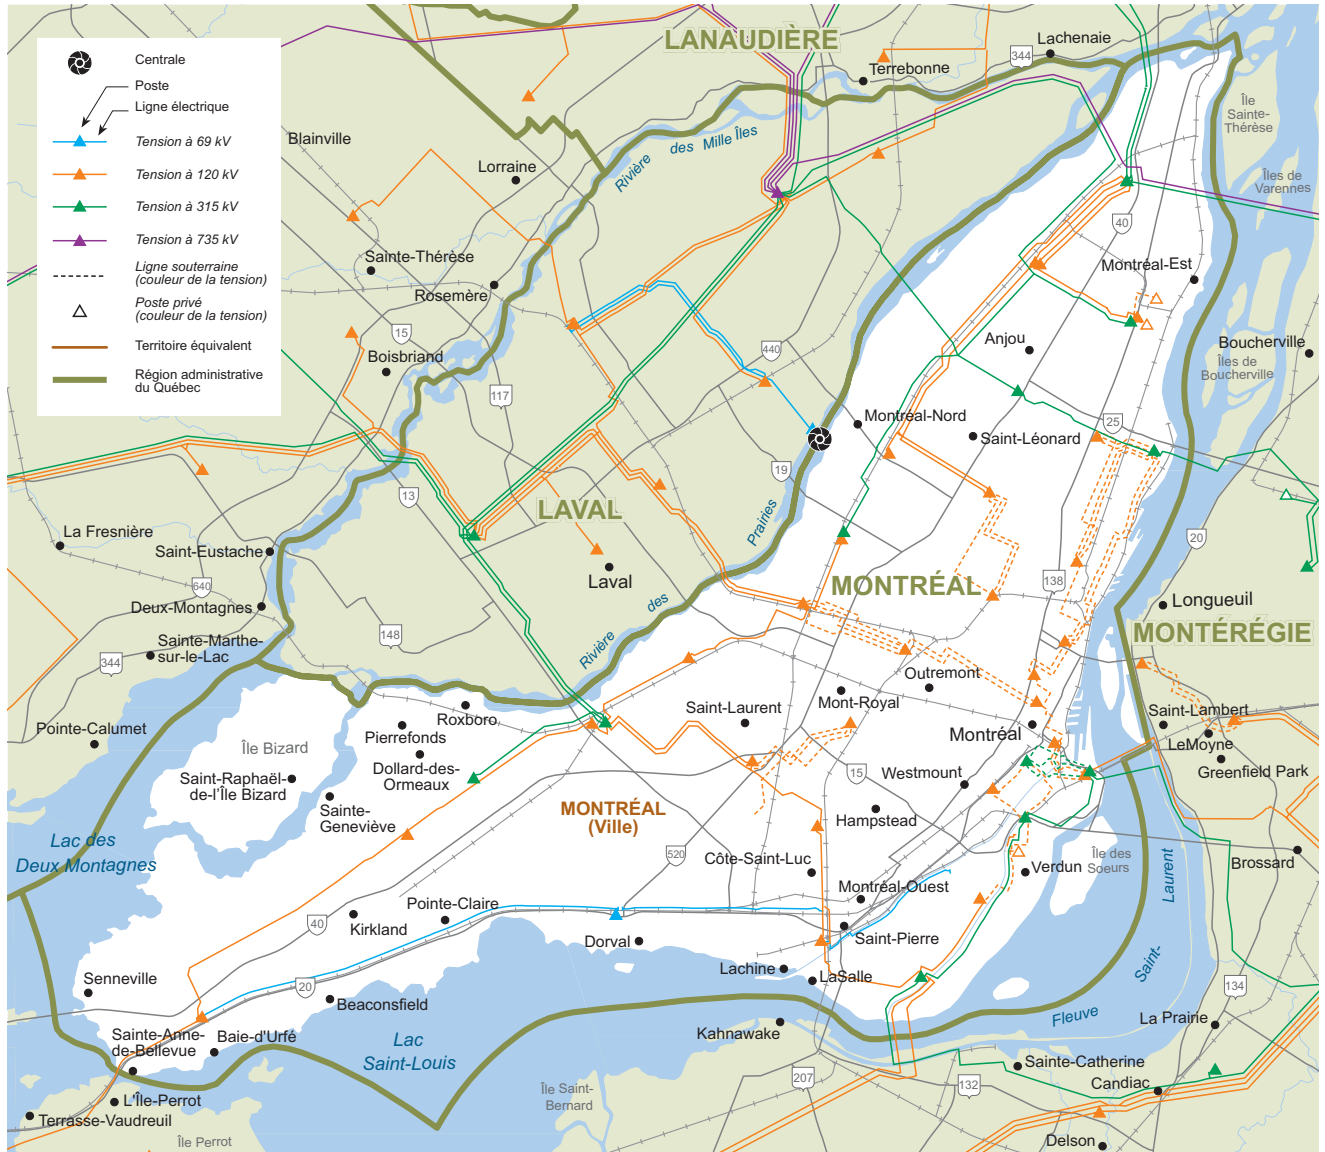 Centrale
Poste
Ligne électrique
Tension à 69 kV
Tension à 120 kV
Tension à 315 kV
Tension à 735 kV
Ligne souterraine
(couleur de la tension)
Poste privé
(couleur de la tension)
Territoire équivalent
Région administrative
du Québec
LANAUDIÈRE
Lachenaie
344
Terrebonne
Île
Sainte-
Thérèse
Blainville
Rivière
des Mille Îles
Lorraine
Îles de
Varennes
40
Sainte-Thérèse
Montréal-Est
Rosemère
15
Anjou
440
Boucherville
Boisbriand
Îles de
Boucherville
117
Montréal-Nord
25
Saint-Léonard
19
13
LAVAL
Prairies
La Fresnière
20
Saint-Eustache
Laval
640
138
MONTRÉAL
Deux-Montagnes
des
Longueuil
148
MONTÉRÉGIE
Sainte-Marthe-
sur-le-Lac
344
Rivière
Outremont
Mont-Royal
Roxboro
Saint-Laurent
Saint-Lambert
Pointe-Calumet
Pierrefonds
Montréal
LeMoyne
Île Bizard
Dollard-des-
Ormeaux
15
Westmount
Greenfield Park
Saint-Raphaël-
de-l'Île Bizard
Sainte-
Geneviève
MONTRÉAL
(Ville)
Hampstead
Lac des
Deux Montagnes
520
Côte-Saint-Luc
Île des
Soeurs
Verdun
Laurent
Brossard
Montréal-Ouest
Pointe-Claire
40
Kirkland
Saint-Pierre
Dorval
Saint-
Lachine
LaSalle
Senneville
20
134
Beaconsfield
Fleuve
La Prairie
Kahnawake
Sainte-Anne-
de-Bellevue
Baie-d'Urfé
Lac
Saint-Louis
Sainte-Catherine
207
132
Candiac
Île Saint-
Bernard
L'Île-Perrot
Terrasse-Vaudreuil
Île Perrot
Delson